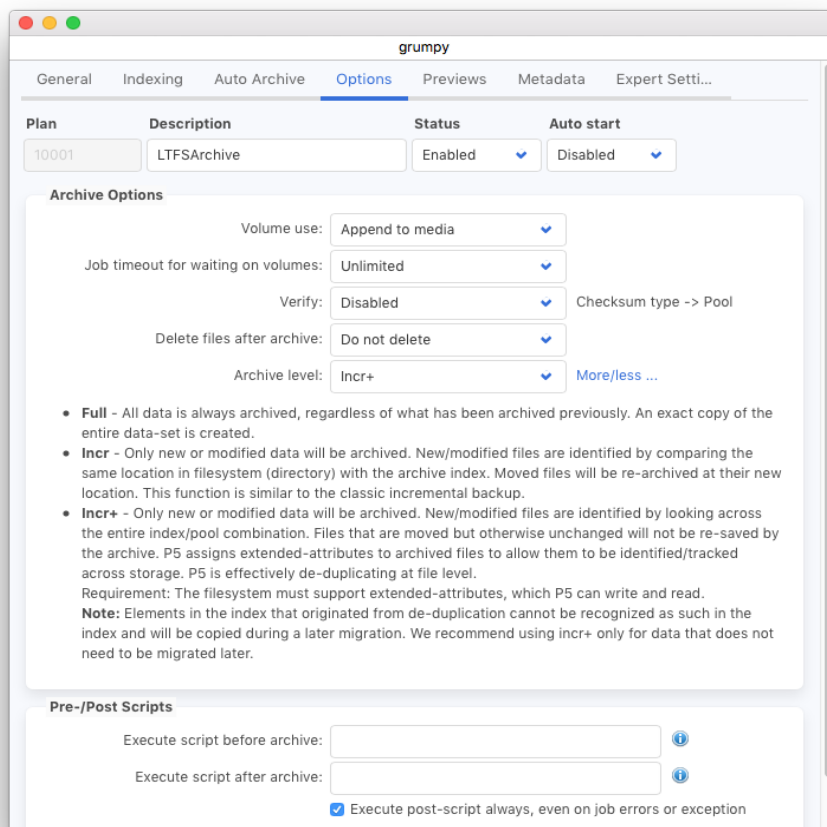 grumpy
General Indexing Auto Archive Options Previews Metadata Expert Setti...
Plan Description Status Auto start
10001 LTFSArchive Enabled Disabled
Archive Options
Volume use: Append to media
Job timeout for waiting on volumes: Unlimited
Verify: Disabled Checksum type -> Pool
Delete files after archive: Do not delete
Archive level: Incr+ More/less ...
• Full - All data is always archived, regardless of what has been archived previously. An exact copy of the
entire data-set is created.
• Incr - Only new or modified data will be archived. New/modified files are identified by comparing the
same location in filesystem (directory) with the archive index. Moved files will be re-archived at their new
location. This function is similar to the classic incremental backup.
• Incr+ - Only new or modified data will be archived. New/modified files are identified by looking across
the entire index/pool combination. Files that are moved but otherwise unchanged will not be re-saved by
the archive. P5 assigns extended-attributes to archived files to allow them to be identified/tracked
across storage. P5 is effectively de-duplicating at file level.
Requirement: The filesystem must support extended-attributes, which P5 can write and read.
Note: Elements in the index that originated from de-duplication cannot be recognized as such in the
index and will be copied during a later migration. We recommend using incr+ only for data that does not
need to be migrated later.
Pre-/Post Scripts
Execute script before archive:
Execute script after archive:
Execute post-script always, even on job errors or exception